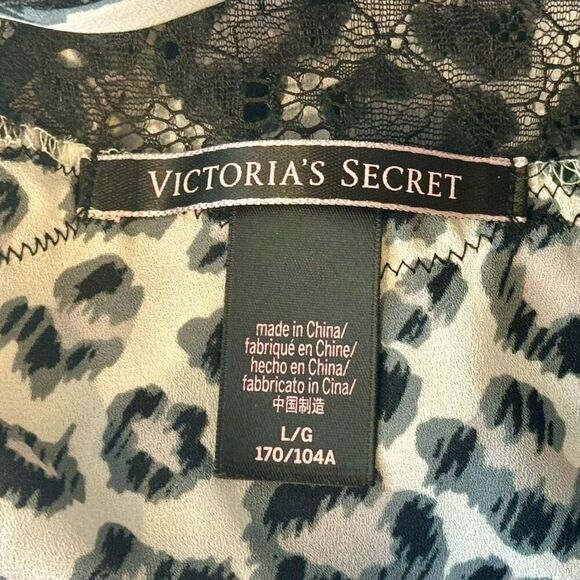 VICTORIA'S SECRET
made in China/
fabriqué en Chine/
hecho en China/
fabbricato in Cina/
中国制造
L/G
170/104A